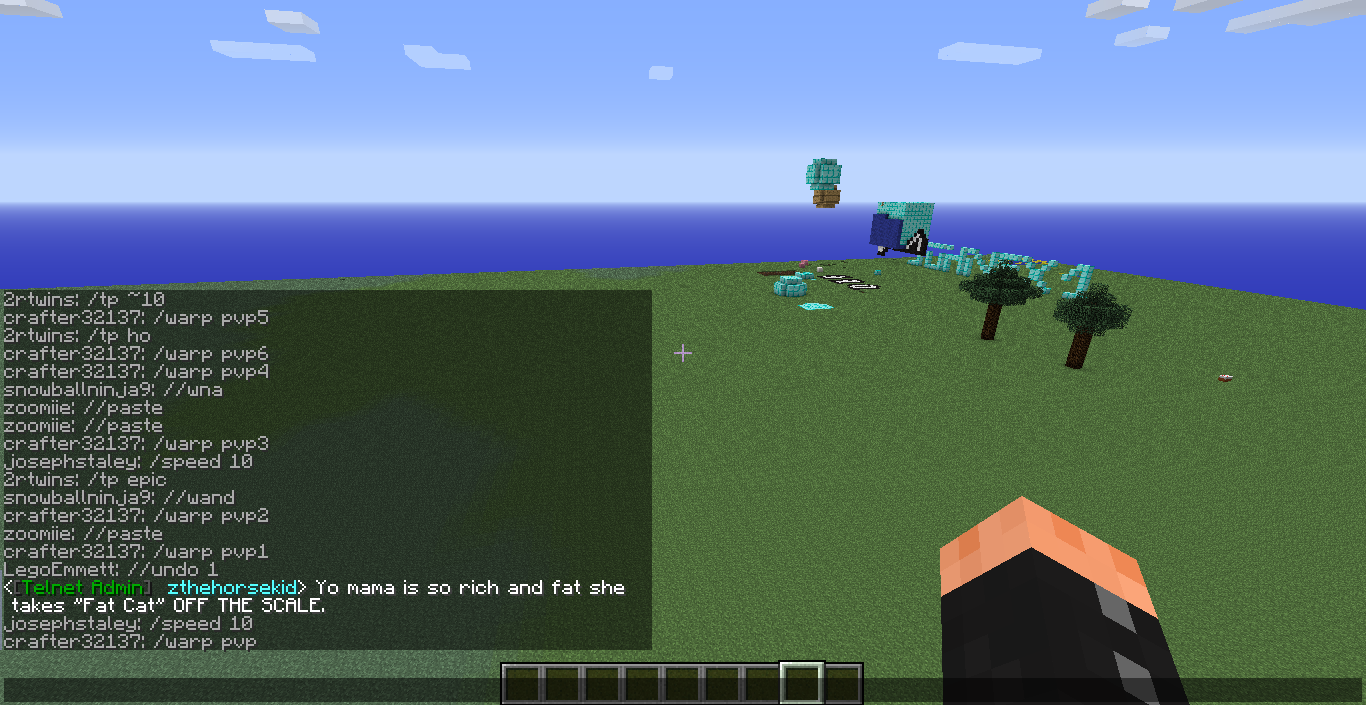 2rtwins: /tp ~10
crafter32137: /warp pvp5
2rtwins: /tp ho
crafter32137: /warp pvp6
crafter32137: /warp pvp4
snowballninja9: //wna
zoomiie: //paste
zoomiie: //paste
crafter32137: /warp pvp3
josephstaley: /speed 10
2rtwins: /tp epic
snowballninja9: //wand
crafter32137: /warp pvp2
zoomiie: //paste
crafter32137: /warp pvp1
LegoEmmett: //undo 1
<[Telnet Admin] zthehorsekid> Yo mama is so rich and fat she
takes "Fat Cat" OFF THE SCALE.
josephstaley: /speed 10
crafter32137: /warp pvp